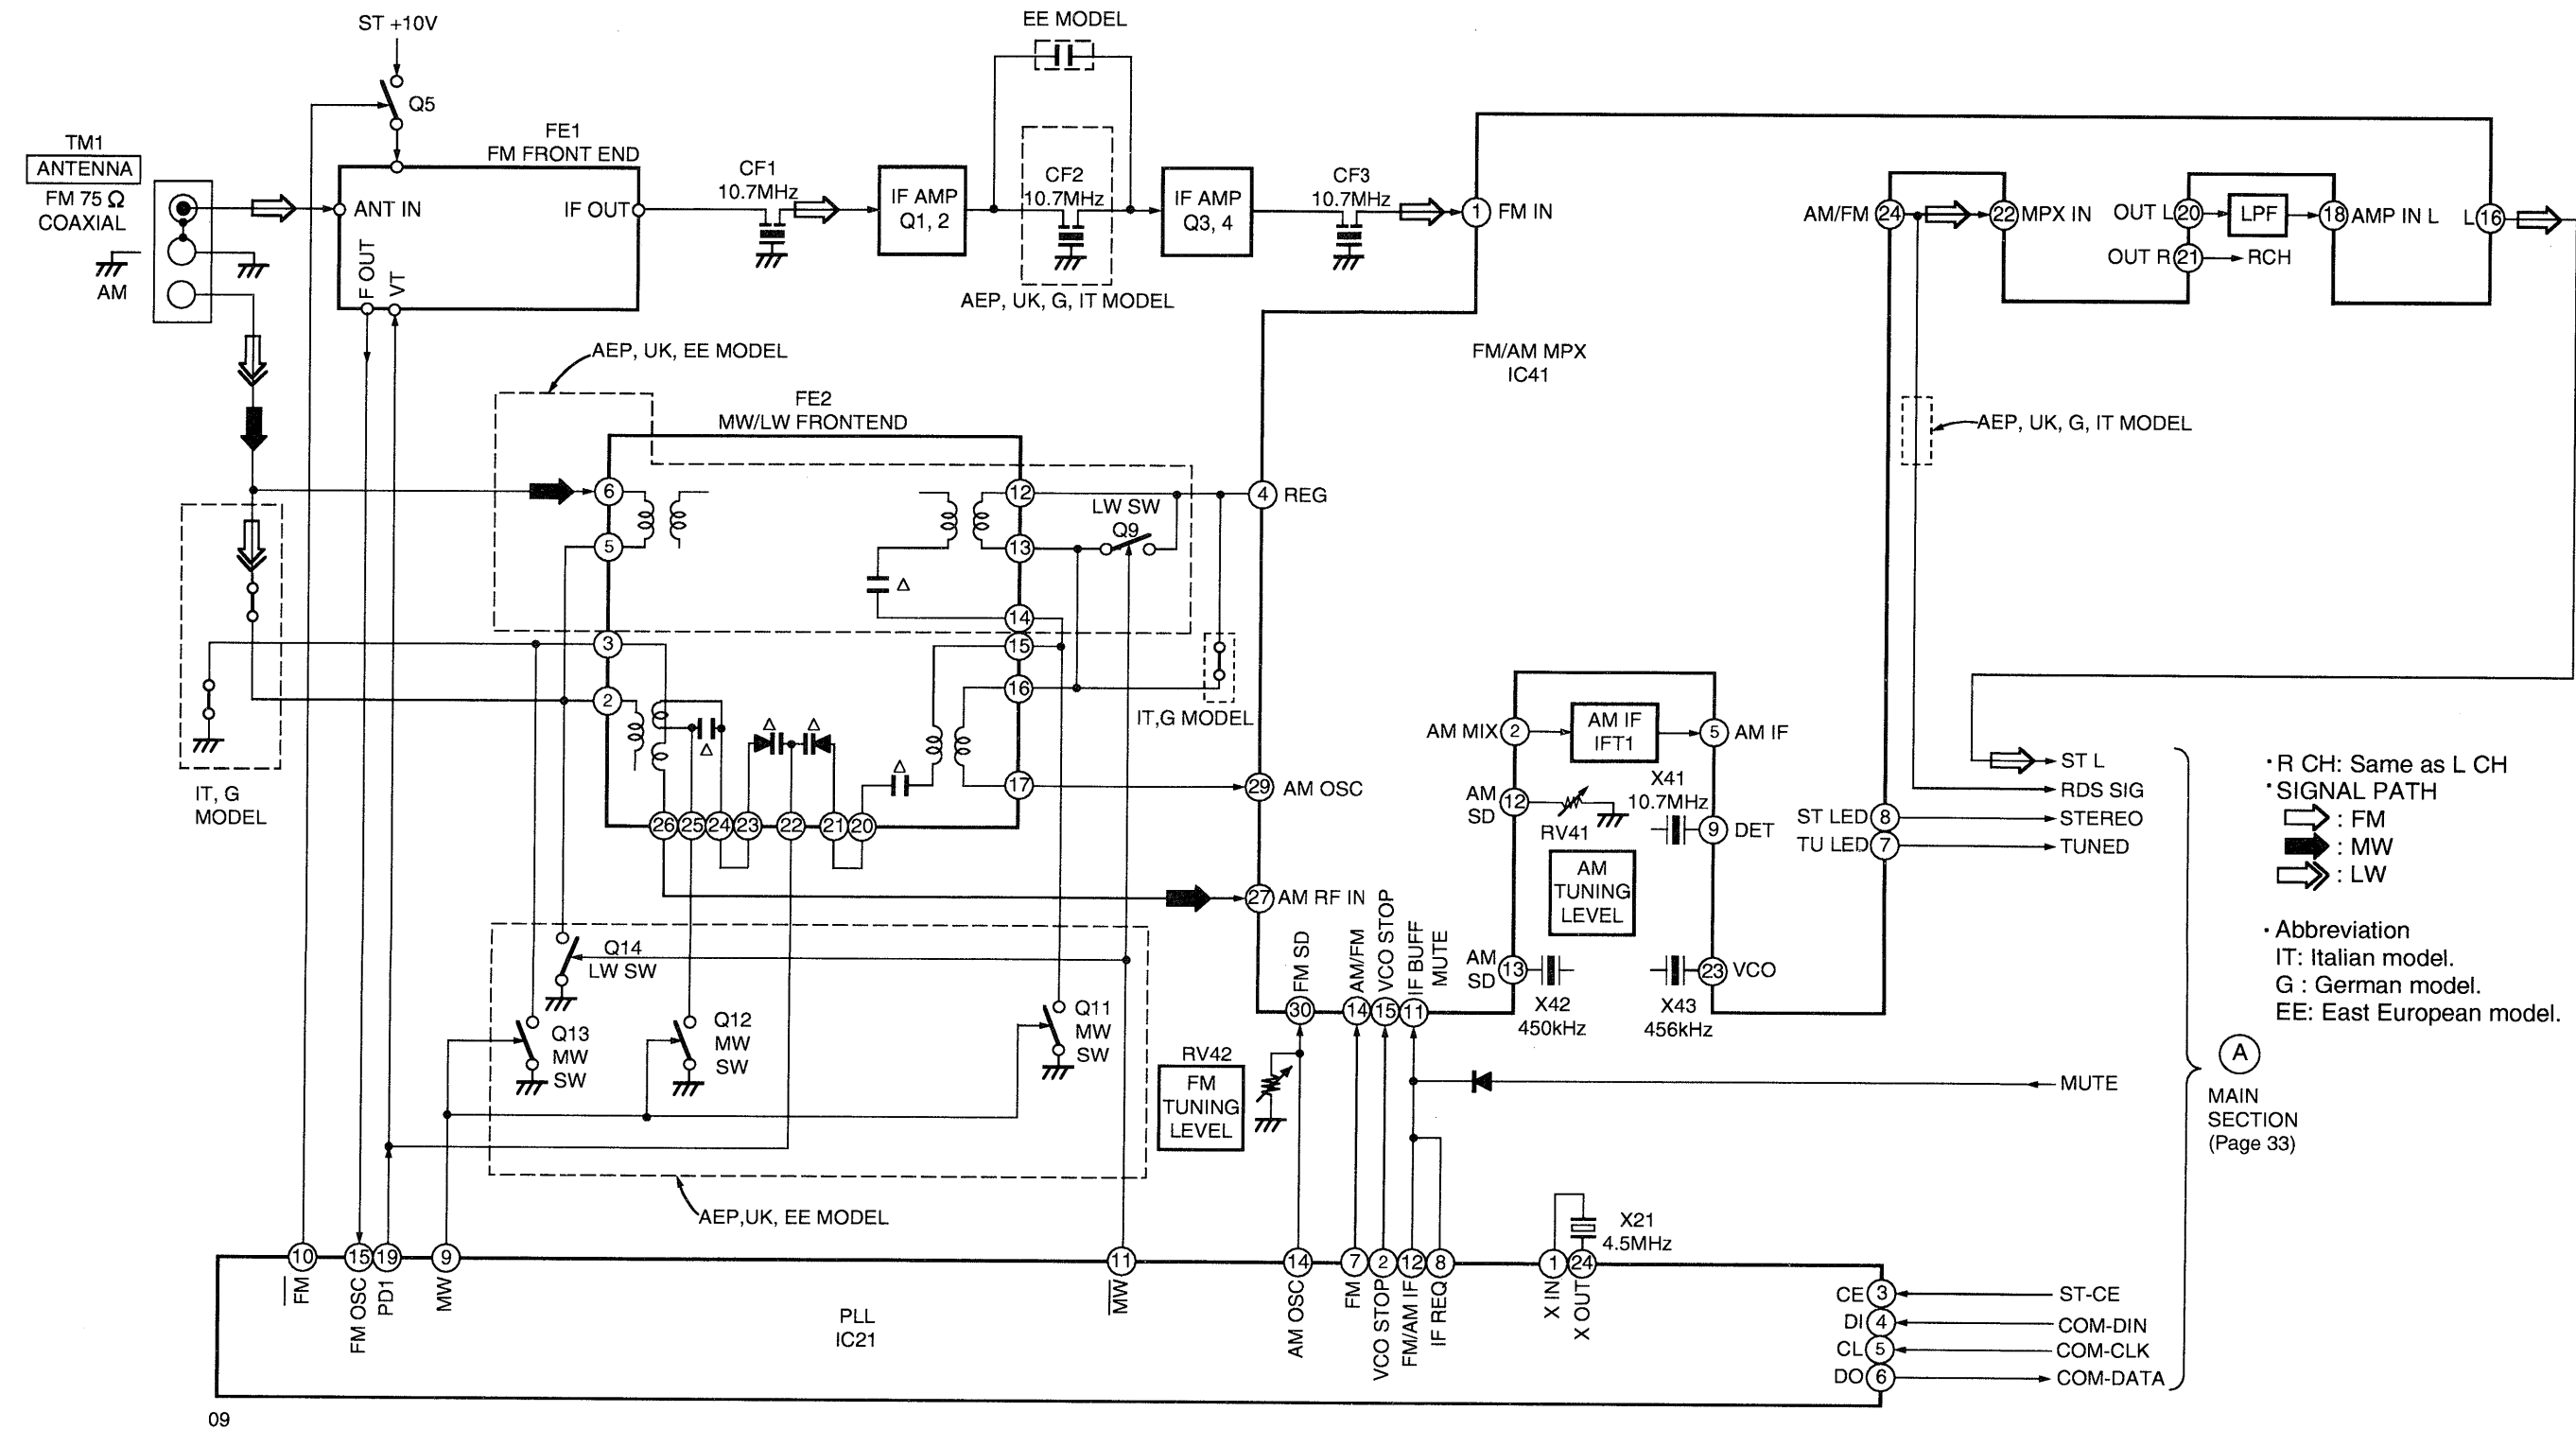 ST +10V
EE MODEL
Q5
TM1
ANTENNA
FM 75 Ω
COAXIAL
AM
FE1
FM FRONT END
ANT IN
IF OUT
F OUT
VT
CF1
10.7MHz
IF AMP
Q1, 2
CF2
10.7MHz
AEP, UK, G, IT MODEL
IF AMP
Q3, 4
CF3
10.7MHz
1
FM IN
AM/FM
24
22
MPX IN
OUT L
20
LPF
18
AMP IN L
L
16
OUT R
21
RCH
FM/AM MPX
IC41
AEP, UK, EE MODEL
AEP, UK, G, IT MODEL
FE2
MW/LW FRONTEND
6
5
3
2
12
13
14
15
16
17
Δ
LW SW
Q9
4
REG
IT,G MODEL
IT, G
MODEL
Δ
Δ
Δ
Δ
26
25
24
23
22
21
20
29
AM OSC
27
AM RF IN
AM MIX
2
AM IF
IFT1
5
AM IF
AM
SD
12
RV41
X41
10.7MHz
9
DET
AM
TUNING
LEVEL
AM
SD
13
X42
450kHz
X43
456kHz
23
VCO
ST LED
8
TU LED
7
ST L
RDS SIG
STEREO
TUNED
· R CH: Same as L CH
· SIGNAL PATH
: FM
: MW
: LW
· Abbreviation
IT: Italian model.
G : German model.
EE: East European model.
A
MAIN
SECTION
(Page 33)
MUTE
FM SD
AM/FM
VCO STOP
IF BUFF
MUTE
30
14
15
11
RV42
FM
TUNING
LEVEL
Q14
LW SW
Q13
MW
SW
Q12
MW
SW
Q11
MW
SW
AEP,UK, EE MODEL
10
15
19
9
11
14
7
2
12
8
1
24
FM
FM OSC
PD1
MW
MW
AM OSC
FM
VCO STOP
FM/AM IF
IF REQ
X IN
X OUT
X21
4.5MHz
PLL
IC21
CE
3
ST-CE
DI
4
COM-DIN
CL
5
COM-CLK
DO
6
COM-DATA
09